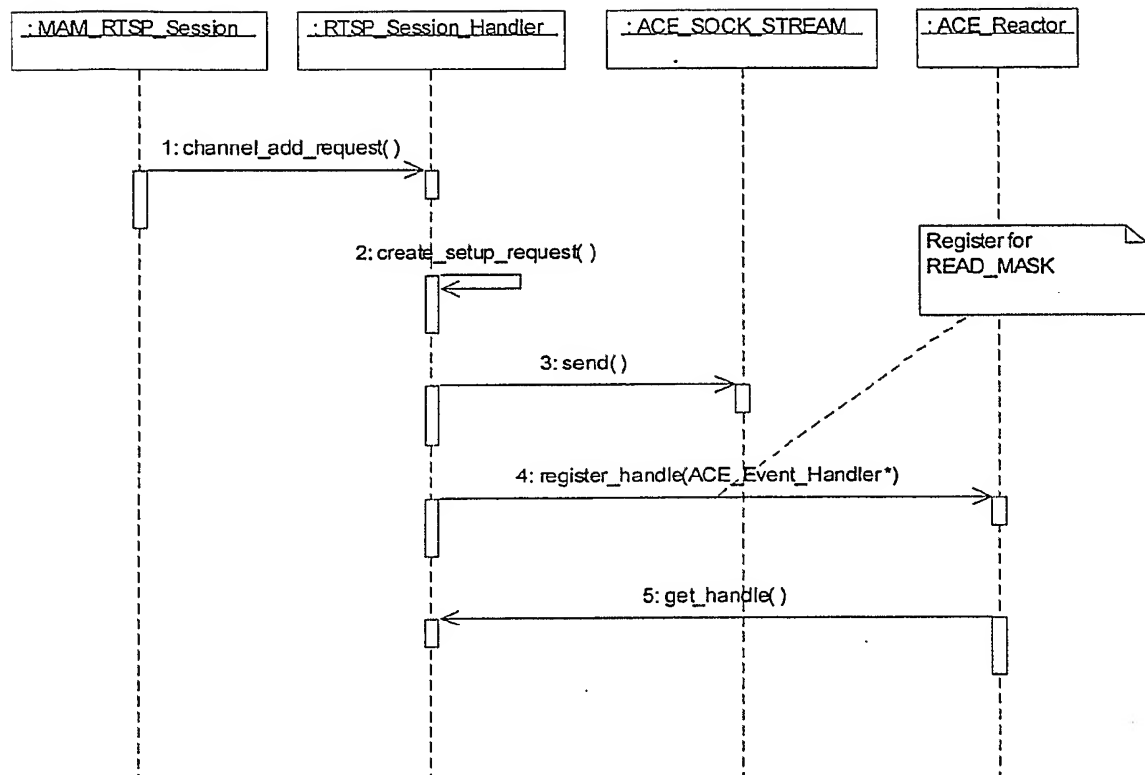 : MAM_RTSP_Session
: RTSP_Session_Handler
: ACE_SOCK_STREAM
: ACE_Reactor
1: channel_add_request( )
2: create_setup_request( )
Register for
READ_MASK
3: send( )
4: register_handle(ACE_Event_Handler*)
5: get_handle( )